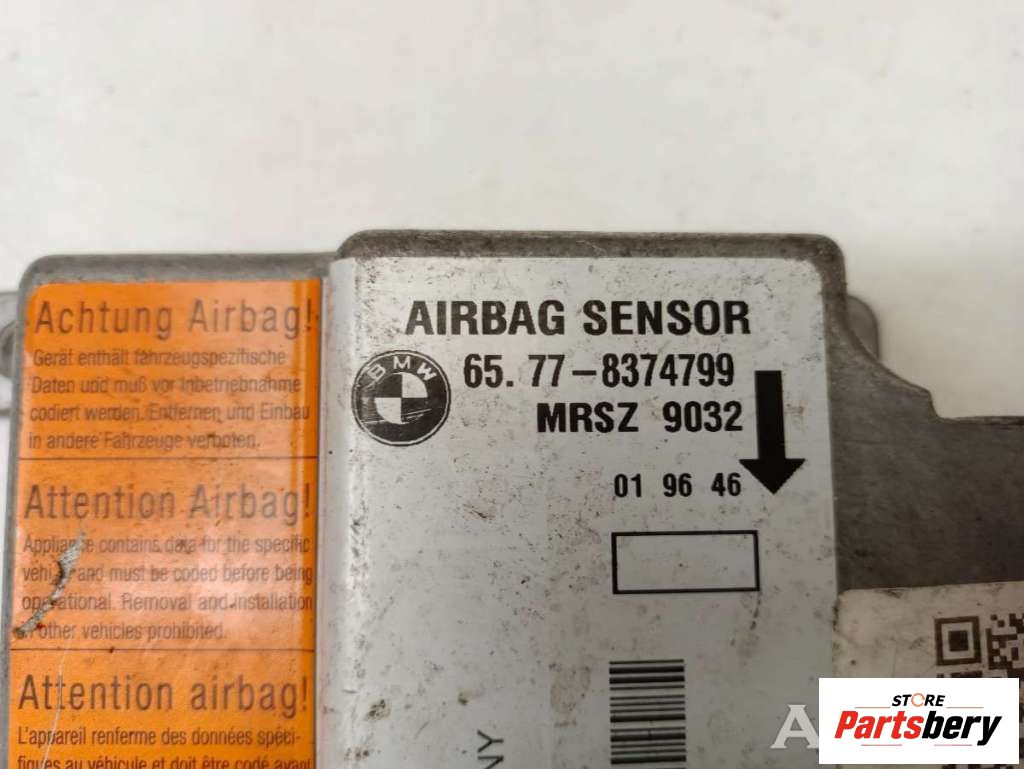 Achtung Airbag!
Gerät enthält fahrzeugspezifische
Daten und muß vor Inbetriebnahme
codiert werden. Entfernen und Einbau
in andere Fahrzeuge verboten.
Attention Airbag!
Appliance contains data for the specific
and must be coded before being
operational. Removal and installation
other vehicles prohibited.
Attention airbag!
L'appareil renferme des données spéci-
fiques au véhicule et doit être codé avant
AIRBAG SENSOR
BMW
65. 77-8374799
MRSZ 9032
01 9646
NY
A
STORE
Partsbery